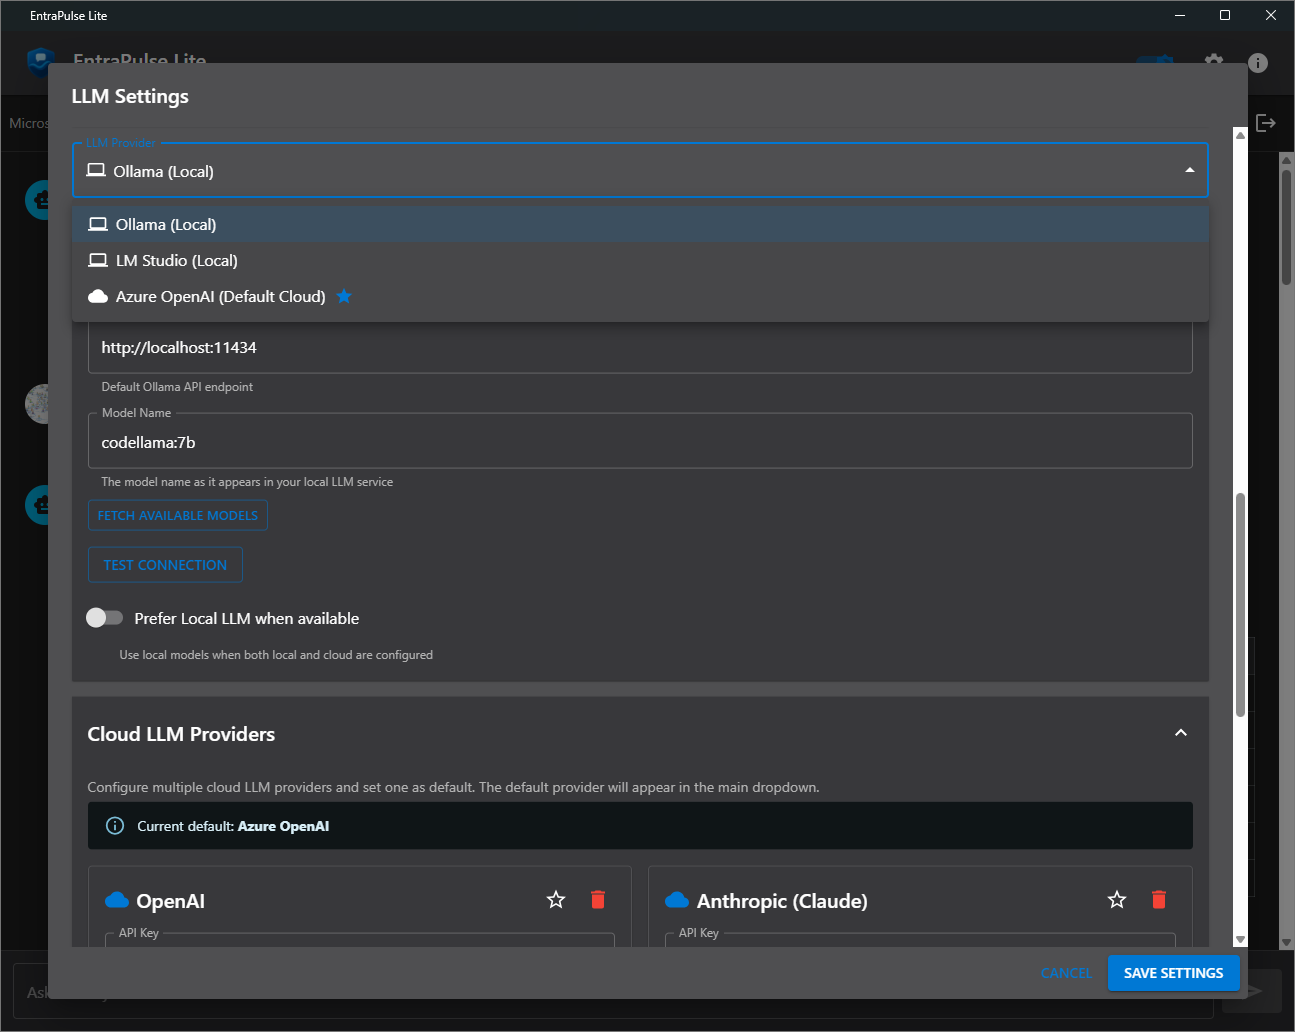 EntraPulse Lite
EntraPulse Lite
LLM Settings
Micros
LLM Provider
Ollama (Local)
Ollama (Local)
LM Studio (Local)
Azure OpenAI (Default Cloud)
http://localhost:11434
Default Ollama API endpoint
Model Name
codellama:7b
The model name as it appears in your local LLM service
FETCH AVAILABLE MODELS
TEST CONNECTION
Prefer Local LLM when available
Use local models when both local and cloud are configured
Cloud LLM Providers
Configure multiple cloud LLM providers and set one as default. The default provider will appear in the main dropdown.
Current default: Azure OpenAI
OpenAI
Anthropic (Claude)
API Key
API Key
CANCEL
SAVE SETTINGS
Ask